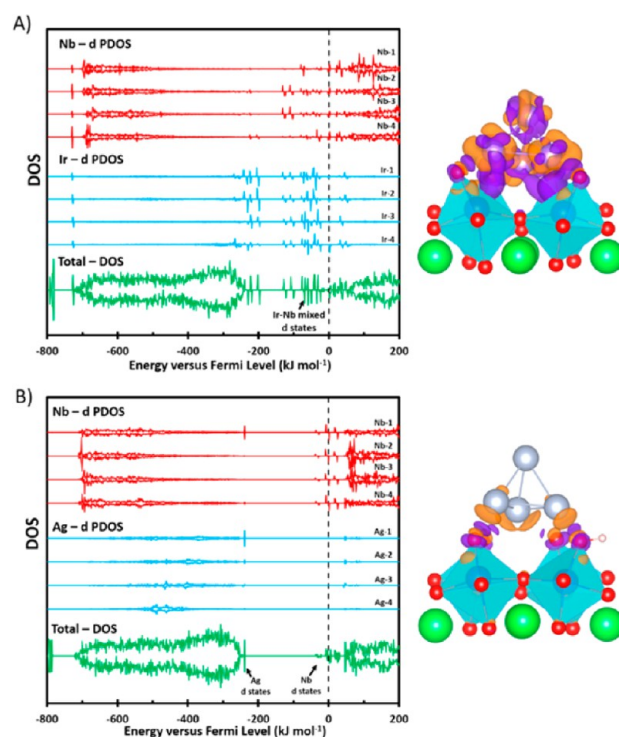 A)
Nb – d PDOS
Nb-1
Nb-2
Nb-3
Nb-4
Ir – d PDOS
Ir-1
Ir-2
Ir-3
Ir-4
Total – DOS
Ir-Nb mixed
d states
DOS
-800 -600 -400 -200 0 200
Energy versus Fermi Level (kJ mol⁻¹)
B)
Nb – d PDOS
Nb-1
Nb-2
Nb-3
Nb-4
Ag – d PDOS
Ag-1
Ag-2
Ag-3
Ag-4
Total – DOS
Ag
d states
Nb
d states
DOS
-800 -600 -400 -200 0 200
Energy versus Fermi Level (kJ mol⁻¹)